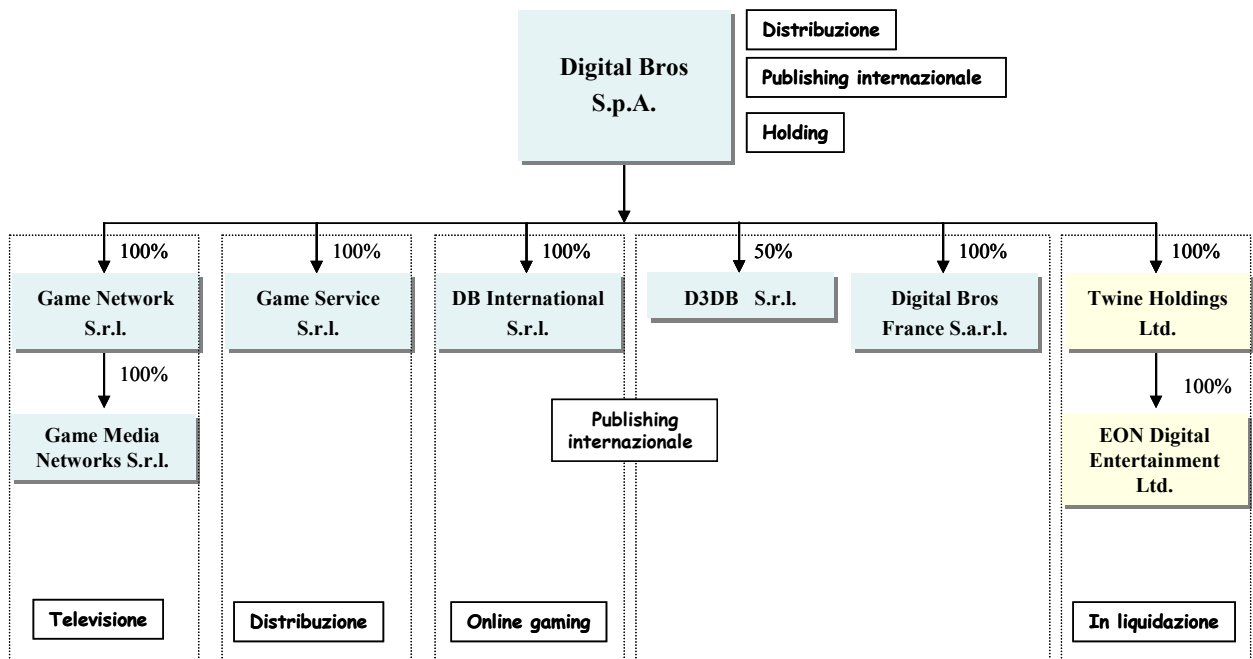 Digital Bros
S.p.A.
Distribuzione
Publishing internazionale
Holding
100%
100%
100%
50%
100%
100%
Game Network
S.r.l.
Game Service
S.r.l.
DB International
S.r.l.
D3DB S.r.l.
Digital Bros
France S.a.r.l.
Twine Holdings
Ltd.
100%
100%
Game Media
Networks S.r.l.
Publishing
internazionale
EON Digital
Entertainment
Ltd.
Televisione
Distribuzione
Online gaming
In liquidazione